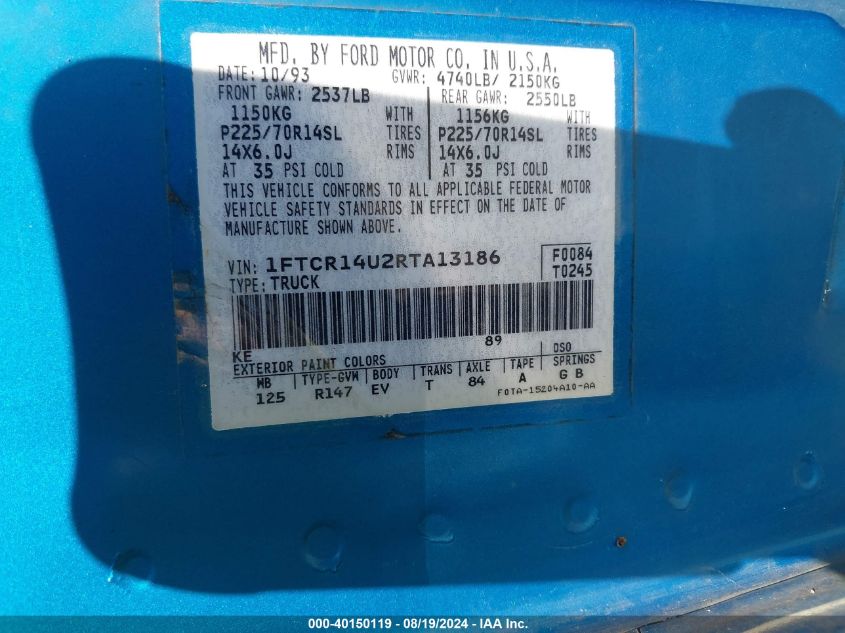 MFD. BY FORD MOTOR CO. IN U.S.A.
DATE: 10/93 GVWR: 4740LB/ 2150KG
FRONT GAWR: 2537LB REAR GAWR: 2550LB
1150KG WITH 1156KG WITH
P225/70R14SL TIRES P225/70R14SL TIRES
14X6.0J RIMS 14X6.0J RIMS
AT 35 PSI COLD AT 35 PSI COLD
THIS VEHICLE CONFORMS TO ALL APPLICABLE FEDERAL MOTOR
VEHICLE SAFETY STANDARDS IN EFFECT ON THE DATE OF
MANUFACTURE SHOWN ABOVE.
VIN: 1FTCR14U2RTA13186 F0084
TYPE: TRUCK T0245
KE 89
EXTERIOR PAINT COLORS DSO
WB TYPE-GVW BODY TRANS AXLE TAPE SPRINGS
125 R147 EV T 84 A G B
F0TA-15204A10-AA
000-40150119 - 08/19/2024 - IAA Inc.